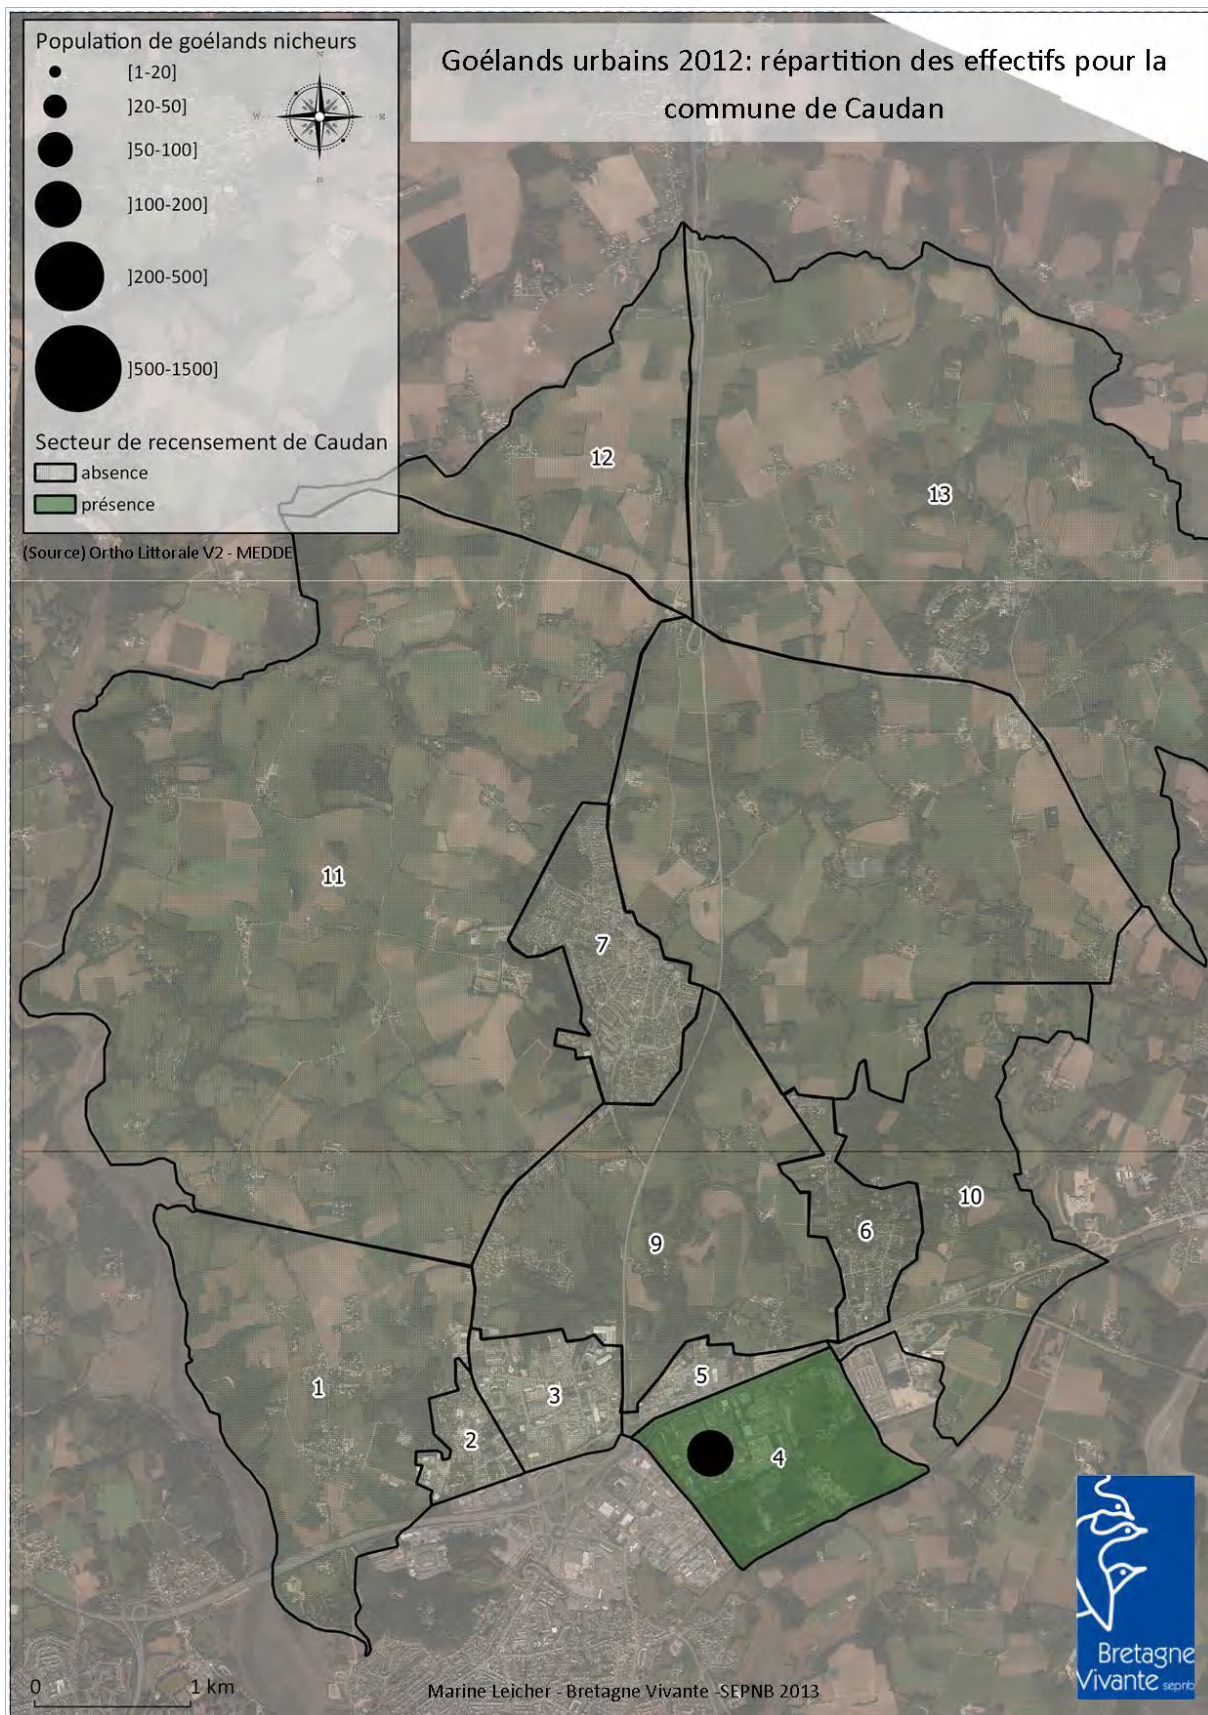 Population de goélands nicheurs
[1-20]
]20-50]
]50-100]
]100-200]
]200-500]
]500-1500]
Secteur de recensement de Caudan
absence
présence
(Source) Ortho Littorale V2 - MEDDE
Goélands urbains 2012: répartition des effectifs pour la
commune de Caudan
12
13
11
7
10
6
9
5
1
3
2
4
0 1 km
Marine Leicher - Bretagne Vivante -SEPNB 2013
Bretagne
Vivante sepnb